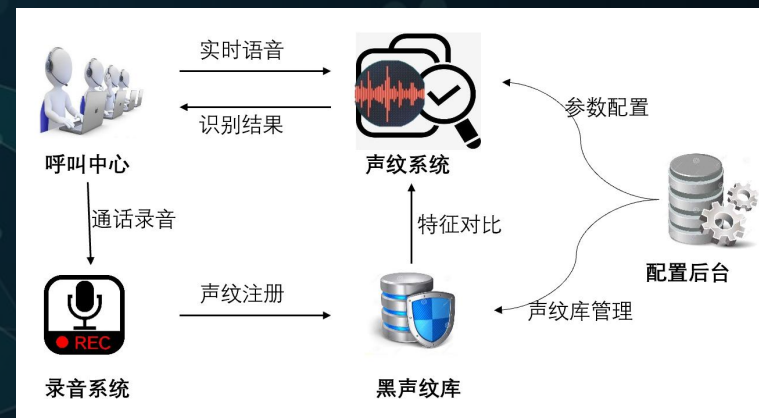 实时语音
参数配置
识别结果
呼叫中心
声纹系统
通话录音
特征对比
配置后台
声纹注册
声纹库管理
REC
录音系统
黑声纹库